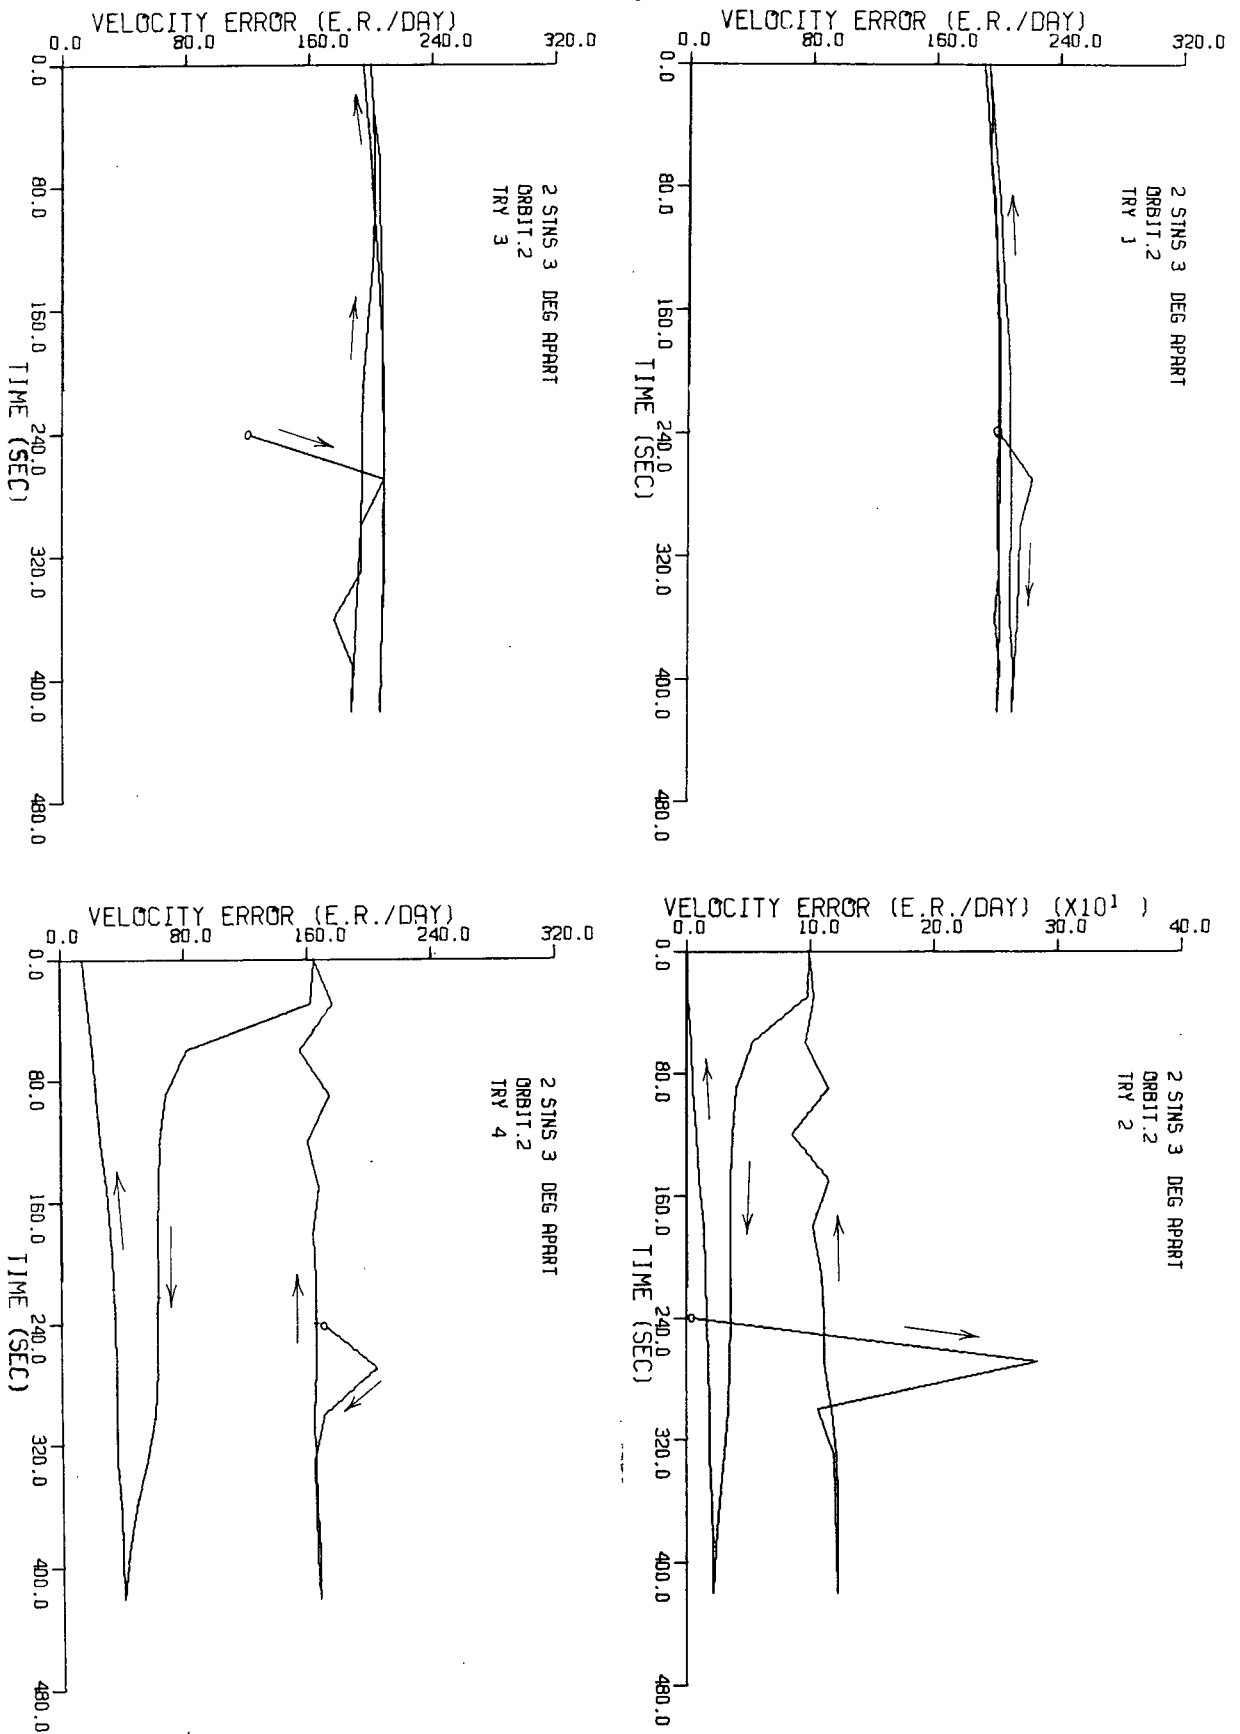 VELOCITY ERROR (E.R./DAY)
0.0 80.0 160.0 240.0 320.0
0.0 80.0 160.0 240.0 320.0 400.0 480.0
TIME (SEC)
2 STNS 3 DEG APART
ORBIT.2
TRY 3
VELOCITY ERROR (E.R./DAY)
0.0 80.0 160.0 240.0 320.0
0.0 80.0 160.0 240.0 320.0 400.0 480.0
TIME (SEC)
2 STNS 3 DEG APART
ORBIT.2
TRY 1
VELOCITY ERROR (E.R./DAY)
0.0 80.0 160.0 240.0 320.0
0.0 80.0 160.0 240.0 320.0 400.0 480.0
TIME (SEC)
2 STNS 3 DEG APART
ORBIT.2
TRY 4
VELOCITY ERROR (E.R./DAY) (X10¹ )
0.0 10.0 20.0 30.0 40.0
0.0 80.0 160.0 240.0 320.0 400.0 480.0
TIME (SEC)
2 STNS 3 DEG APART
ORBIT.2
TRY 2